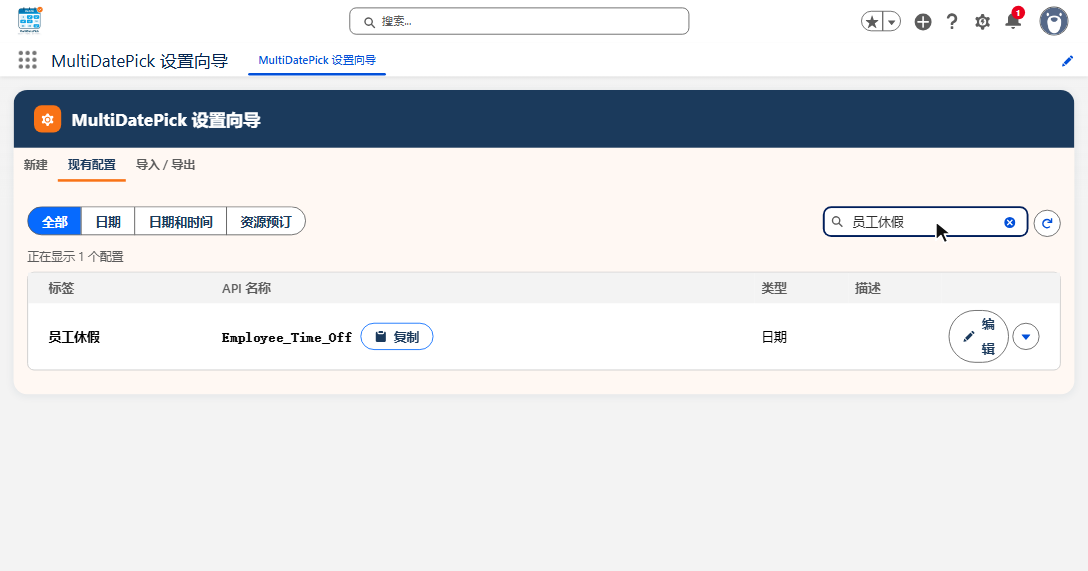 搜索...
1
MultiDatePick 设置向导
MultiDatePick 设置向导
MultiDatePick 设置向导
新建
现有配置
导入 / 导出
全部
日期
日期和时间
资源预订
员工休假
正在显示 1 个配置
标签
API 名称
类型
描述
员工休假
Employee_Time_Off
复制
日期
编
辑